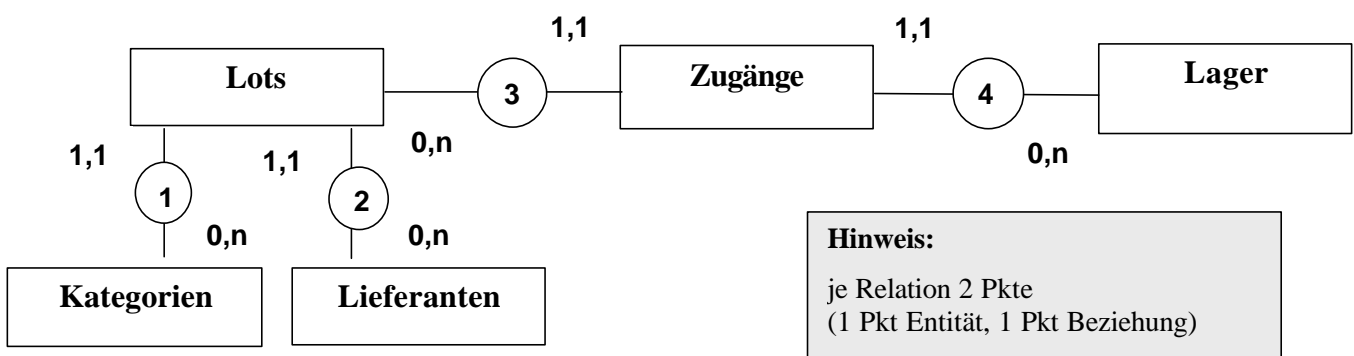 1,1
1,1
Lots
3
Zugänge
4
Lager
0,n
0,n
1,1
1,1
1
2
0,n
0,n
Kategorien
Lieferanten
Hinweis:
je Relation 2 Pkte
(1 Pkt Entität, 1 Pkt Beziehung)